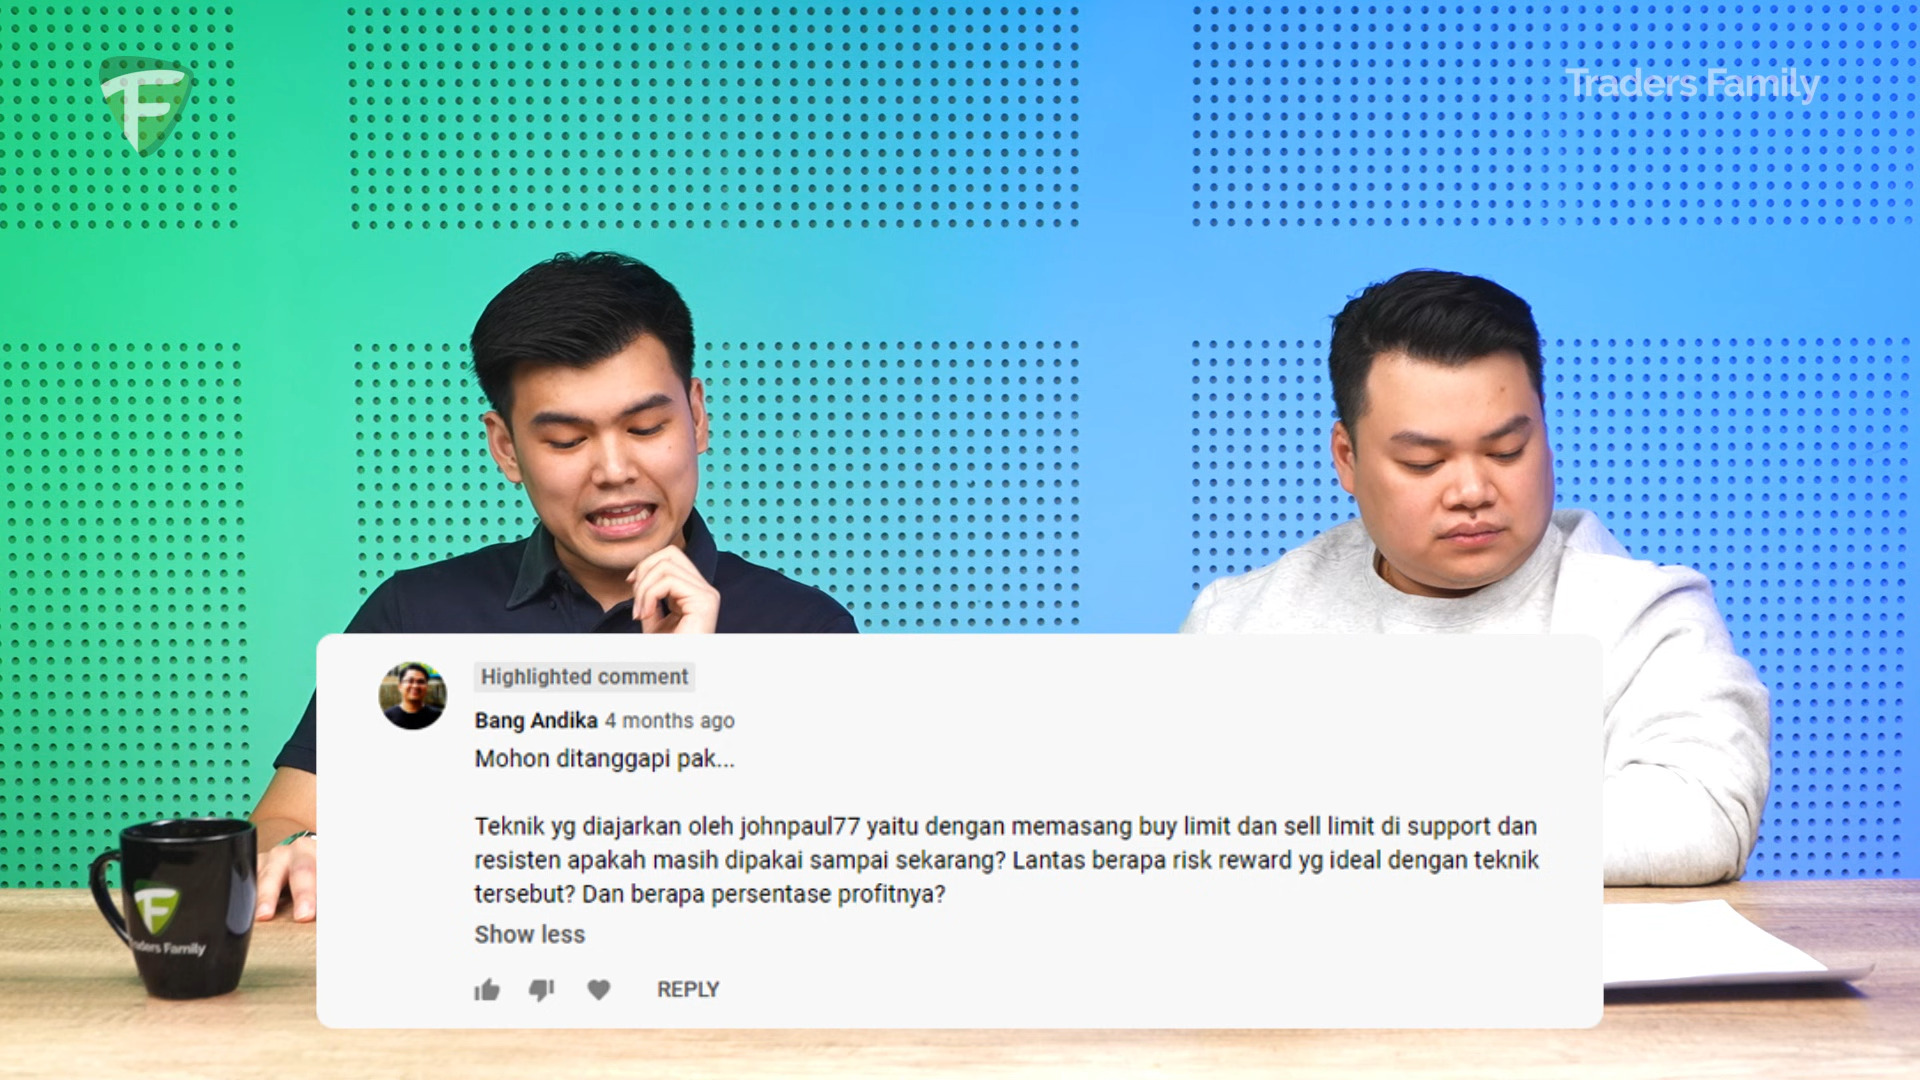 F
Traders Family
Highlighted comment
Bang Andika 4 months ago
Mohon ditanggapi pak...
Teknik yg diajarkan oleh johnpaul77 yaitu dengan memasang buy limit dan sell limit di support dan
resisten apakah masih dipakai sampai sekarang? Lantas berapa risk reward yg ideal dengan teknik
tersebut? Dan berapa persentase profitnya?
Show less
REPLY
F
Traders Family